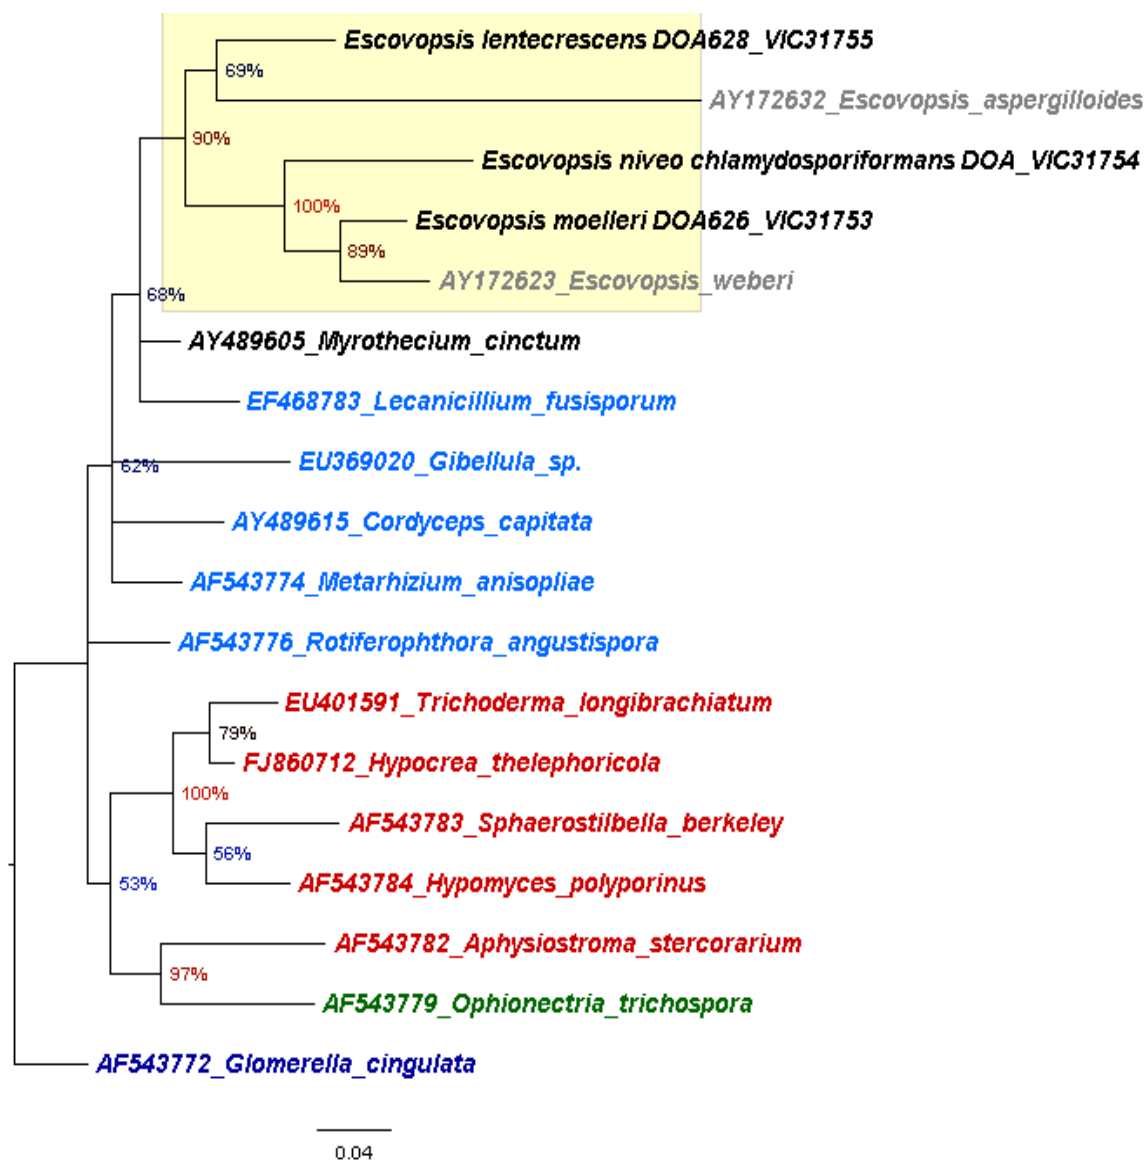 Escovopsis lentecrescens DOA628_VIC31755
69%
AY172632_Escovopsis_aspergilloides
90%
Escovopsis niveo chlamydosporiformans DOA_VIC31754
100%
Escovopsis moelleri DOA626_VIC31753
89%
AY172623_Escovopsis_weberi
68%
AY489605_Myrothecium_cinctum
EF468783_Lecanicillium_fusisporum
EU369020_Gibellula_sp.
62%
AY489615_Cordyceps_capitata
AF543774_Metarhizium_anisopliae
AF543776_Rotiferophthora_angustispora
EU401591_Trichoderma_longibrachiatum
79%
FJ860712_Hypocrea_thelephoricola
100%
AF543783_Sphaerostilbella_berkeley
56%
AF543784_Hypomyces_polyporinus
53%
AF543782_Aphysiostroma_stercorarium
97%
AF543779_Ophionectria_trichospora
AF543772_Glomerella_cingulata
0.04